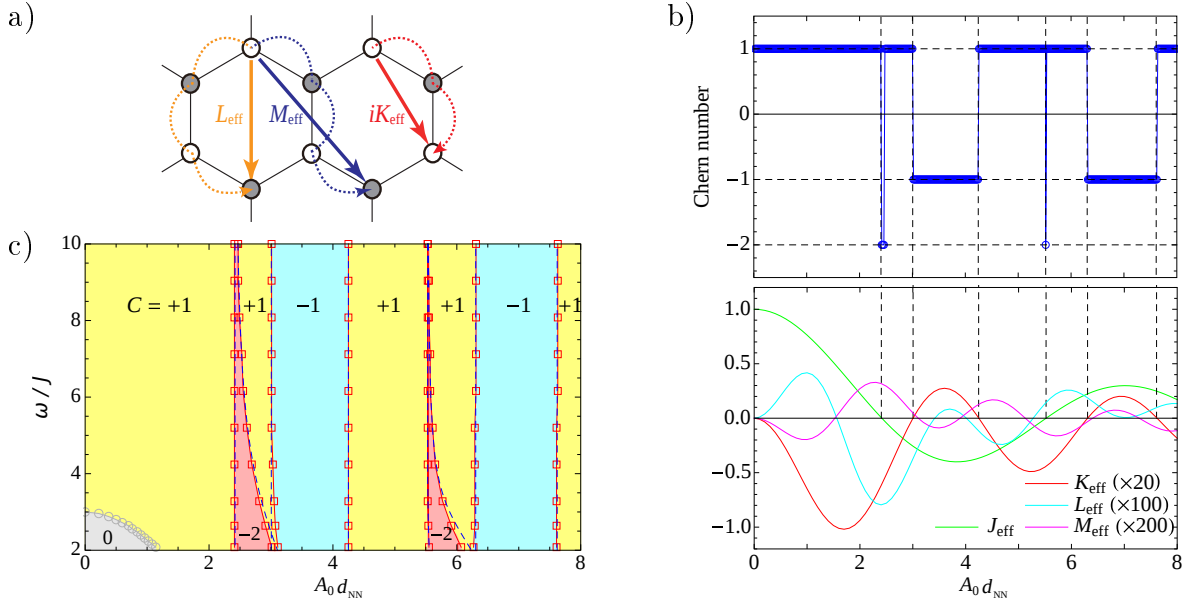 a)
L_eff
M_eff
iK_eff
b)
Chern number
1
0
−1
−2
1.0
0.5
0.0
−0.5
−1.0
K_eff (×20)
L_eff (×100)
J_eff
M_eff (×200)
0
2
4
6
8
A_0 d_NN
c)
ω / J
10
8
6
4
2
C = +1
+1
−1
+1
+1
−1
+1
0
−2
−2
0
2
4
6
8
A_0 d_NN